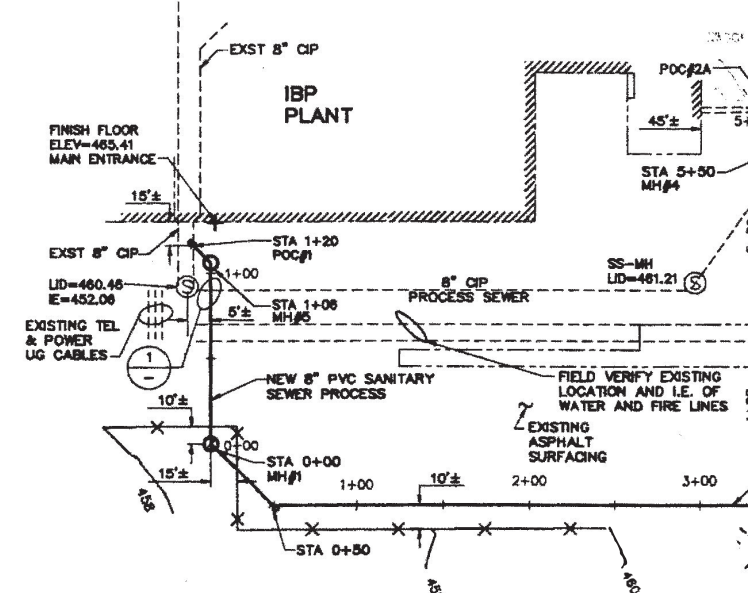 EXST 8" CIP
IBP
PLANT
POC#2A
FINISH FLOOR
ELEV=465.41
MAIN ENTRANCE
45'±
5+
STA 5+50
MH#4
15'±
EXST 8" CIP
STA 1+20
POC#1
1+00
SS-MH
LID=461.21
LID=460.46
IE=452.06
S
S
8" CIP
PROCESS SEWER
STA 1+06
MH#5
5'±
EXISTING TEL
& POWER
UG CABLES
1
–
NEW 8" PVC SANITARY
SEWER PROCESS
FIELD VERIFY EXISTING
LOCATION AND I.E. OF
WATER AND FIRE LINES
10'±
EXISTING
ASPHALT
SURFACING
0+00
STA 0+00
MH#1
15'±
458
1+00
10'±
2+00
3+00
STA 0+50
460